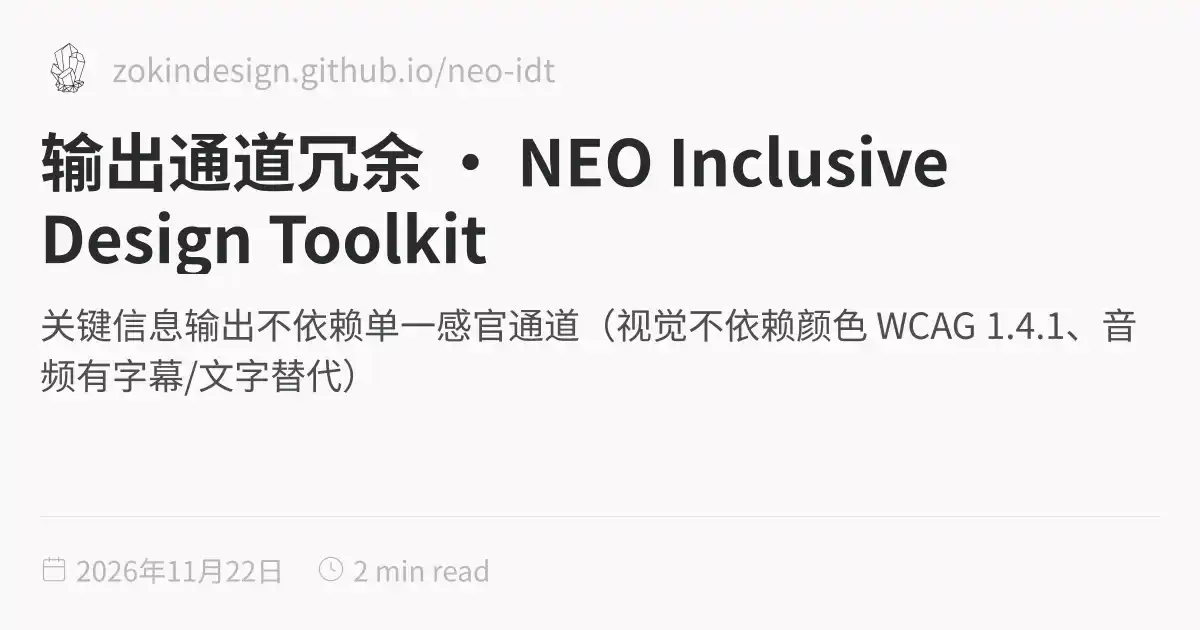 zokindesign.github.io/neo-idt
输出通道冗余 · NEO Inclusive
Design Toolkit
关键信息输出不依赖单一感官通道（视觉不依赖颜色 WCAG 1.4.1、音
频有字幕/文字替代）
2026年11月22日 2 min read